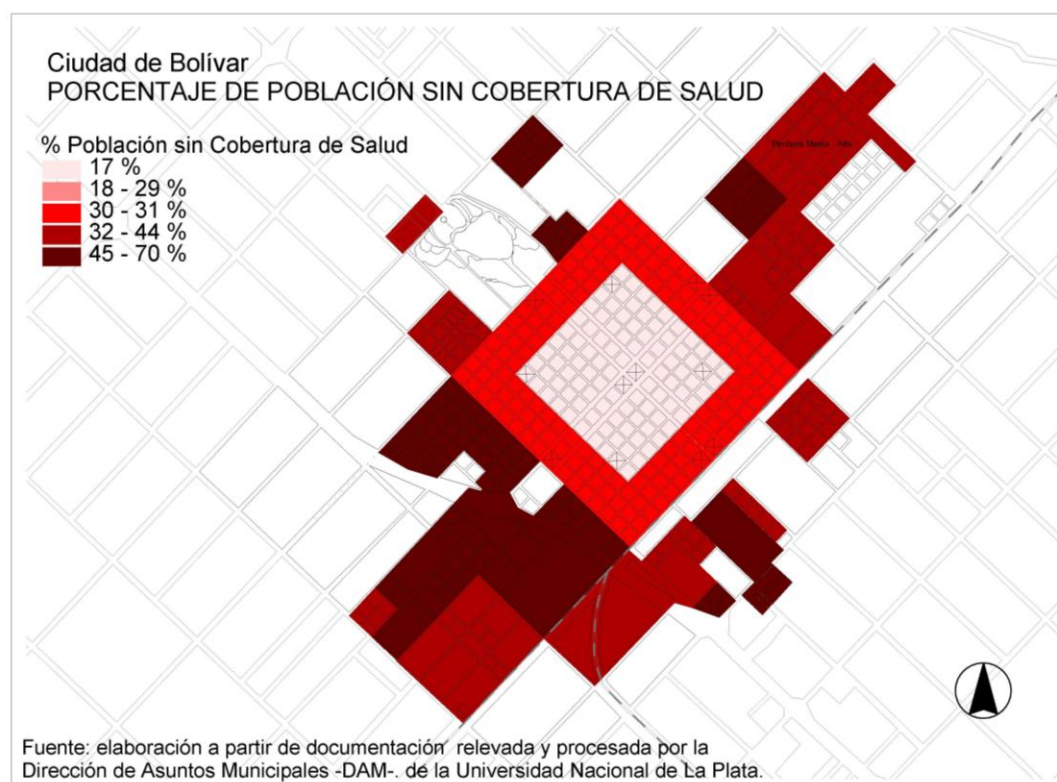 Ciudad de Bolívar
PORCENTAJE DE POBLACIÓN SIN COBERTURA DE SALUD
% Población sin Cobertura de Salud
17 %
18 - 29 %
30 - 31 %
32 - 44 %
45 - 70 %
Media - Alta
Fuente: elaboración a partir de documentación relevada y procesada por la
Dirección de Asuntos Municipales -DAM-. de la Universidad Nacional de La Plata.